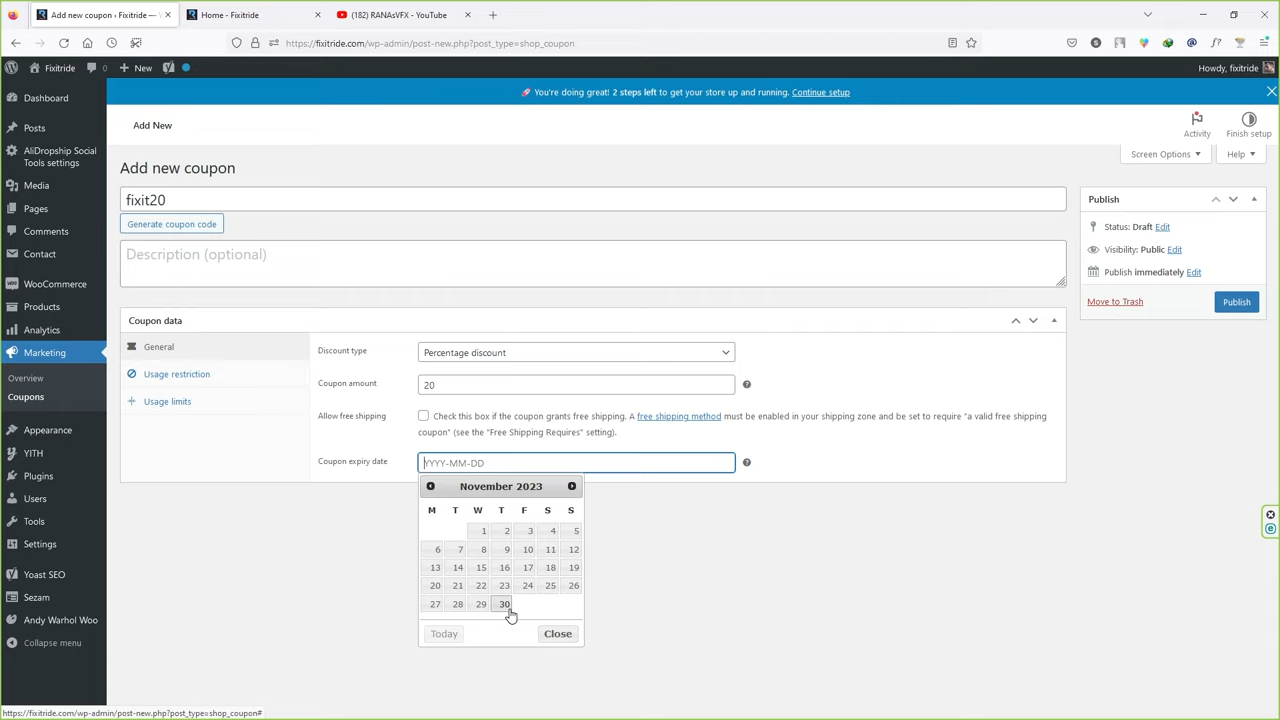 Add new coupon ‹ Fixitride —
Home - Fixitride
(182) RANAsVFX - YouTube
https://fixitride.com/wp-admin/post-new.php?post_type=shop_coupon
Fixitride
0
New
Howdy, fixitride
🚀 You're doing great! 2 steps left to get your store up and running. Continue setup
Dashboard
Posts
AliDropship Social
Tools settings
Media
Pages
Comments
Contact
WooCommerce
Products
Analytics
Marketing
Overview
Coupons
Appearance
YITH
Plugins
Users
Tools
Settings
Yoast SEO
Sezam
Andy Warhol Woo
Collapse menu
Add New
Activity
Finish setup
Screen Options
Help
Add new coupon
fixit20
Generate coupon code
Description (optional)
Publish
Status: Draft Edit
Visibility: Public Edit
Publish immediately Edit
Move to Trash
Publish
Coupon data
General
Usage restriction
Usage limits
Discount type
Percentage discount
Coupon amount
20
Allow free shipping
Check this box if the coupon grants free shipping. A free shipping method must be enabled in your shipping zone and be set to require "a valid free shipping
coupon" (see the "Free Shipping Requires" setting).
Coupon expiry date
YYYY-MM-DD
November 2023
M T W T F S S
1 2 3 4 5
6 7 8 9 10 11 12
13 14 15 16 17 18 19
20 21 22 23 24 25 26
27 28 29 30
Today
Close
https://fixitride.com/wp-admin/post-new.php?post_type=shop_coupon#